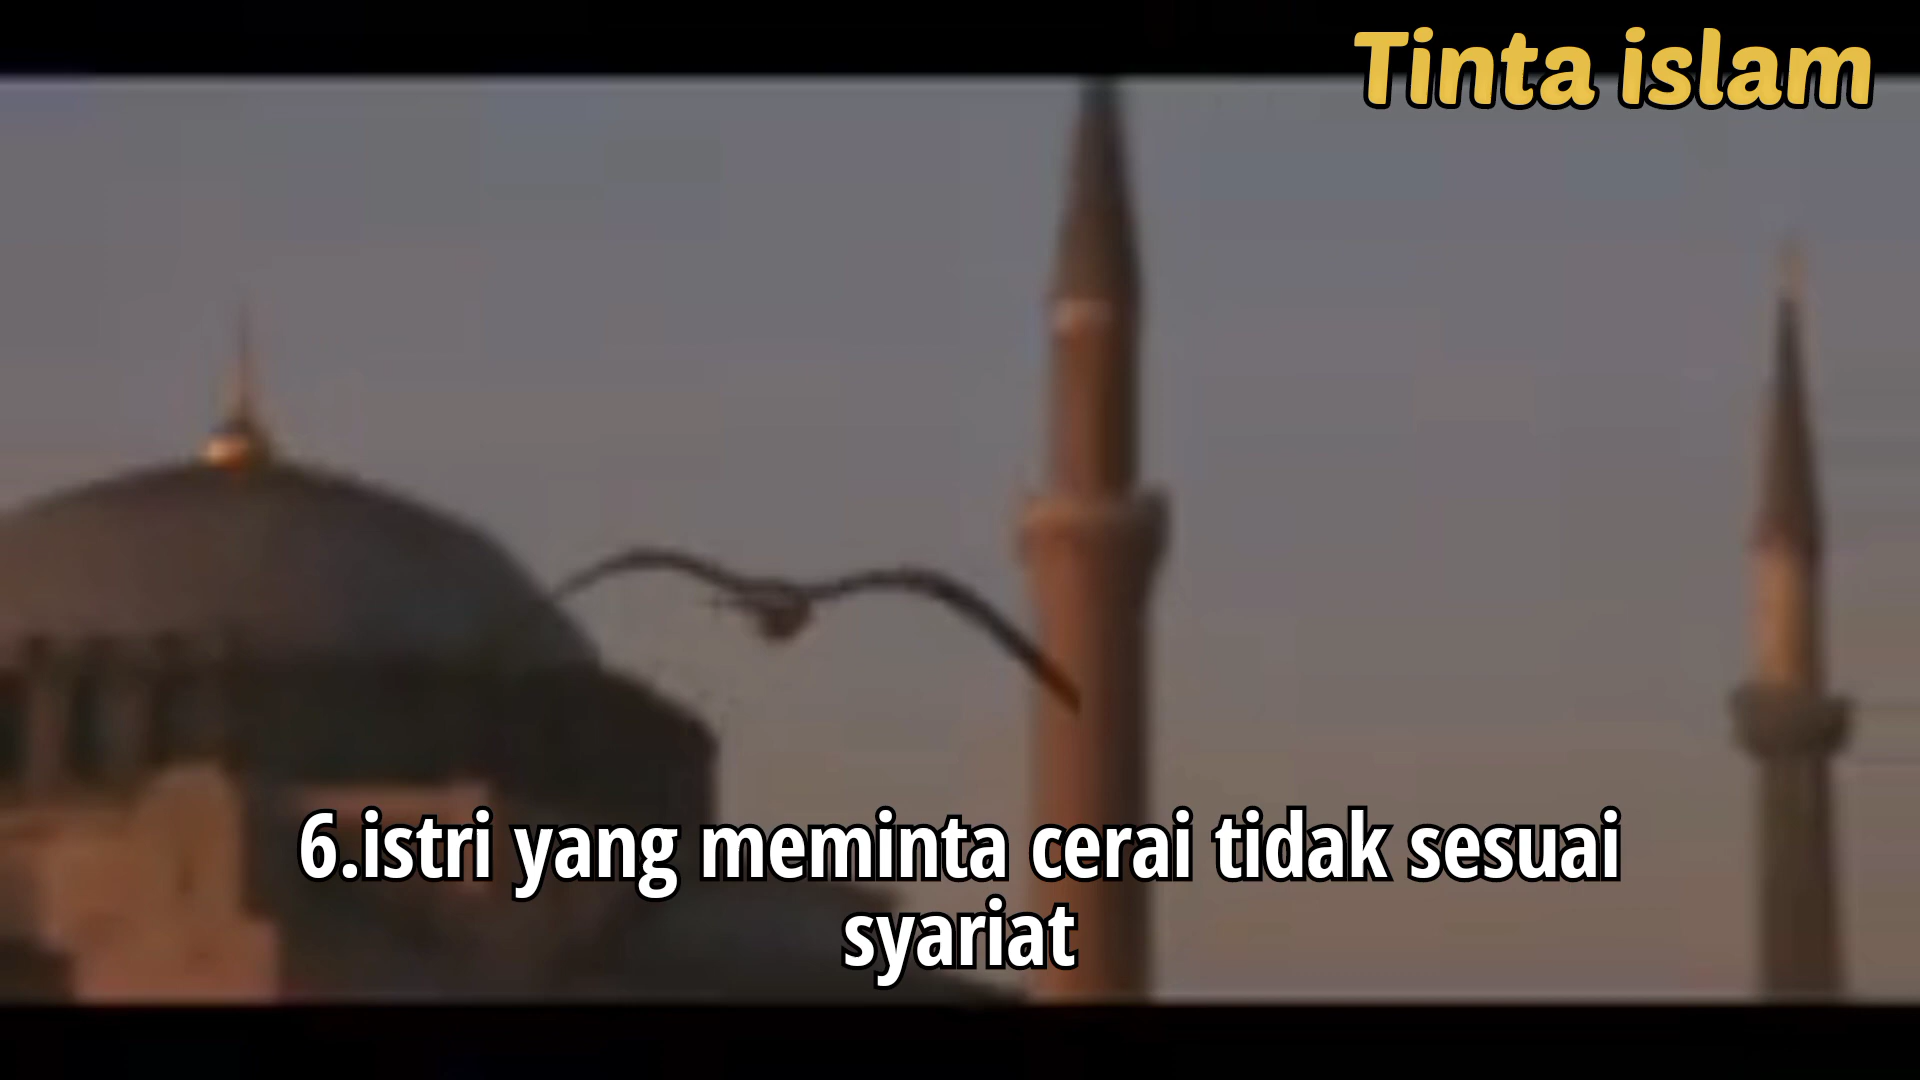 Tinta islam
6.istri yang meminta cerai tidak sesuai
syariat